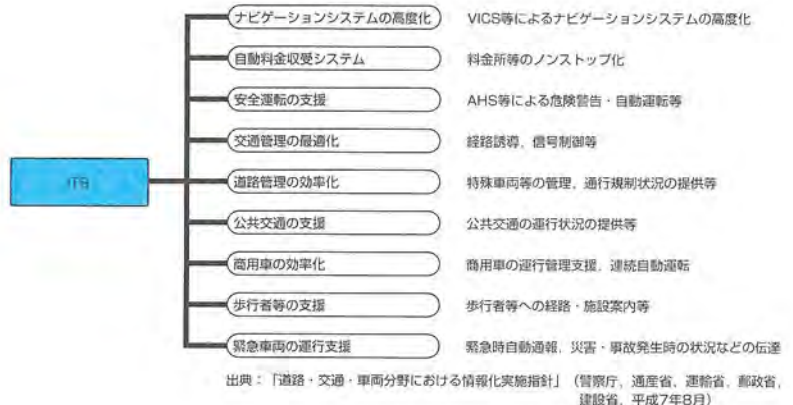 ナビゲーションシステムの高度化 VICS等によるナビゲーションシステムの高度化
自動料金収受システム 料金所等のノンストップ化
安全運転の支援 AHS等による危険警告・自動運転等
交通管理の最適化 経路誘導，信号制御等
ITS 道路管理の効率化 特殊車両等の管理，通行規制状況の提供等
公共交通の支援 公共交通の運行状況の提供等
商用車の効率化 商用車の運行管理支援，連続自動運転
歩行者等の支援 歩行者等への経路・施設案内等
緊急車両の運行支援 緊急時自動通報，災害・事故発生時の状況などの伝達
出典：「道路・交通・車両分野における情報化実施指針」（警察庁，通産省，運輸省，郵政省，
建設省，平成7年8月）